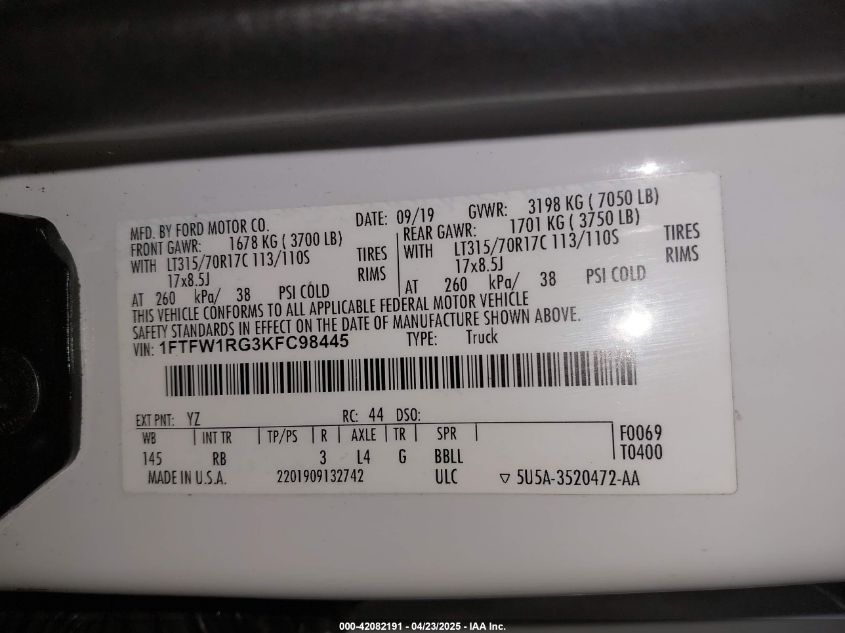 MFD. BY FORD MOTOR CO. DATE: 09/19 GVWR: 3198 KG ( 7050 LB)
FRONT GAWR: 1678 KG ( 3700 LB) REAR GAWR: 1701 KG ( 3750 LB)
WITH LT315/70R17C 113/110S TIRES WITH LT315/70R17C 113/110S TIRES
17x8.5J RIMS 17x8.5J RIMS
AT 260 kPa/ 38 PSI COLD AT 260 kPa/ 38 PSI COLD
THIS VEHICLE CONFORMS TO ALL APPLICABLE FEDERAL MOTOR VEHICLE
SAFETY STANDARDS IN EFFECT ON THE DATE OF MANUFACTURE SHOWN ABOVE.
VIN: 1FTFW1RG3KFC98445 TYPE: Truck
EXT PNT: YZ RC: 44 DSO:
WB INT TR TP/PS R AXLE TR SPR F0069
145 RB 3 L4 G BBLL T0400
MADE IN U.S.A. 2201909132742 ULC ▽ 5U5A-3520472-AA
000-42082191 - 04/23/2025 - IAA Inc.